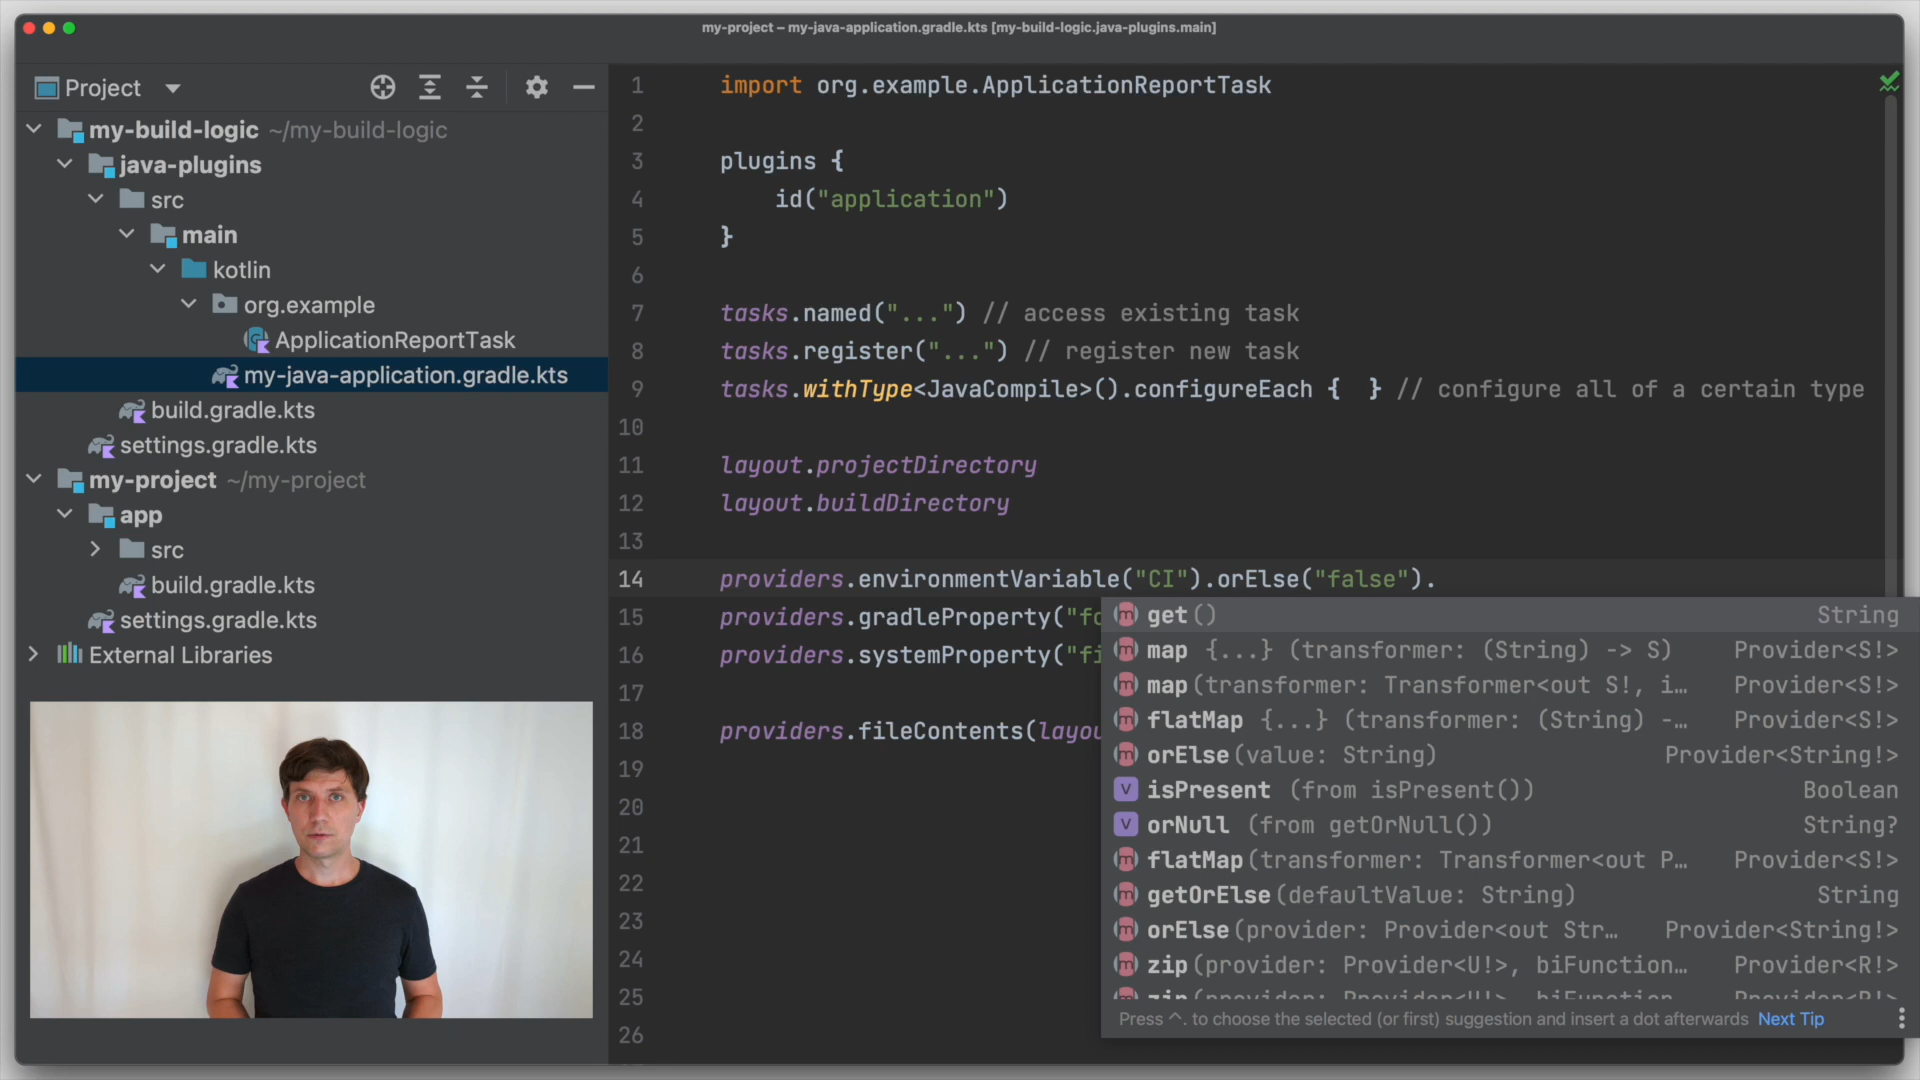 my-project – my-java-application.gradle.kts [my-build-logic.java-plugins.main]
Project
my-build-logic ~/my-build-logic
java-plugins
src
main
kotlin
org.example
ApplicationReportTask
my-java-application.gradle.kts
build.gradle.kts
settings.gradle.kts
my-project ~/my-project
app
src
build.gradle.kts
settings.gradle.kts
External Libraries
1 import org.example.ApplicationReportTask
2
3 plugins {
4 id("application")
5 }
6
7 tasks.named("...") // access existing task
8 tasks.register("...") // register new task
9 tasks.withType<JavaCompile>().configureEach { } // configure all of a certain type
10
11 layout.projectDirectory
12 layout.buildDirectory
13
14 providers.environmentVariable("CI").orElse("false").
15 providers.gradleProperty("fo
16 providers.systemProperty("fi
17
18 providers.fileContents(layou
19
20
21
22
23
24
25
26
m get() String
m map {...} (transformer: (String) -> S) Provider<S!>
m map(transformer: Transformer<out S!, i… Provider<S!>
m flatMap {...} (transformer: (String) -… Provider<S!>
m orElse(value: String) Provider<String!>
V isPresent (from isPresent()) Boolean
V orNull (from getOrNull()) String?
m flatMap(transformer: Transformer<out P… Provider<S!>
m getOrElse(defaultValue: String) String
m orElse(provider: Provider<out Str… Provider<String!>
m zip(provider: Provider<U!>, biFunction… Provider<R!>
m zip(provider: Provider<U!>, biFunction Provider<R!>
Press ^. to choose the selected (or first) suggestion and insert a dot afterwards Next Tip